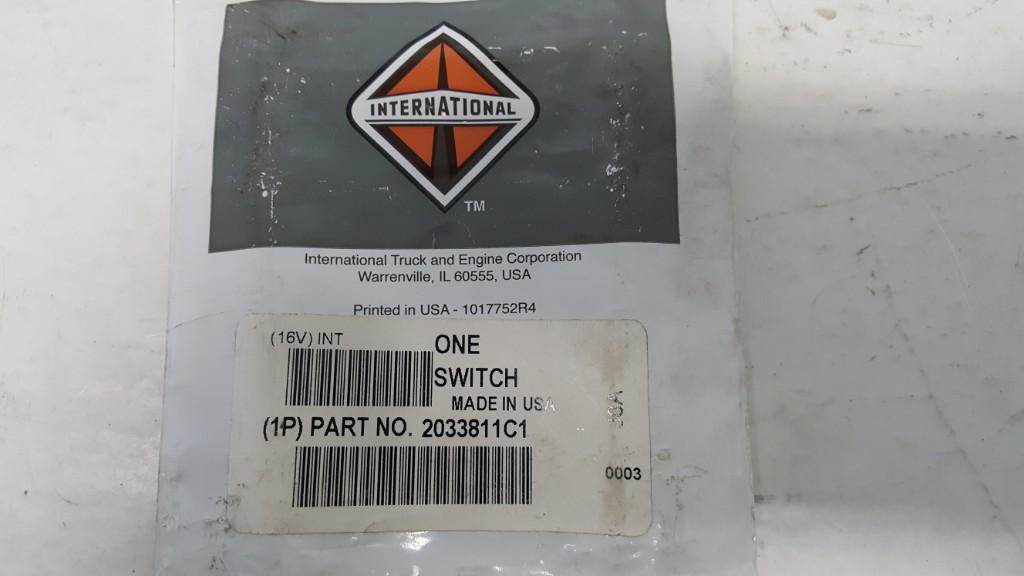 INTERNATIONAL
TM
International Truck and Engine Corporation
Warrenville, IL 60555, USA
Printed in USA - 1017752R4
(16V) INT
ONE
SWITCH
MADE IN USA
(1P) PART NO. 2033811C1
0003